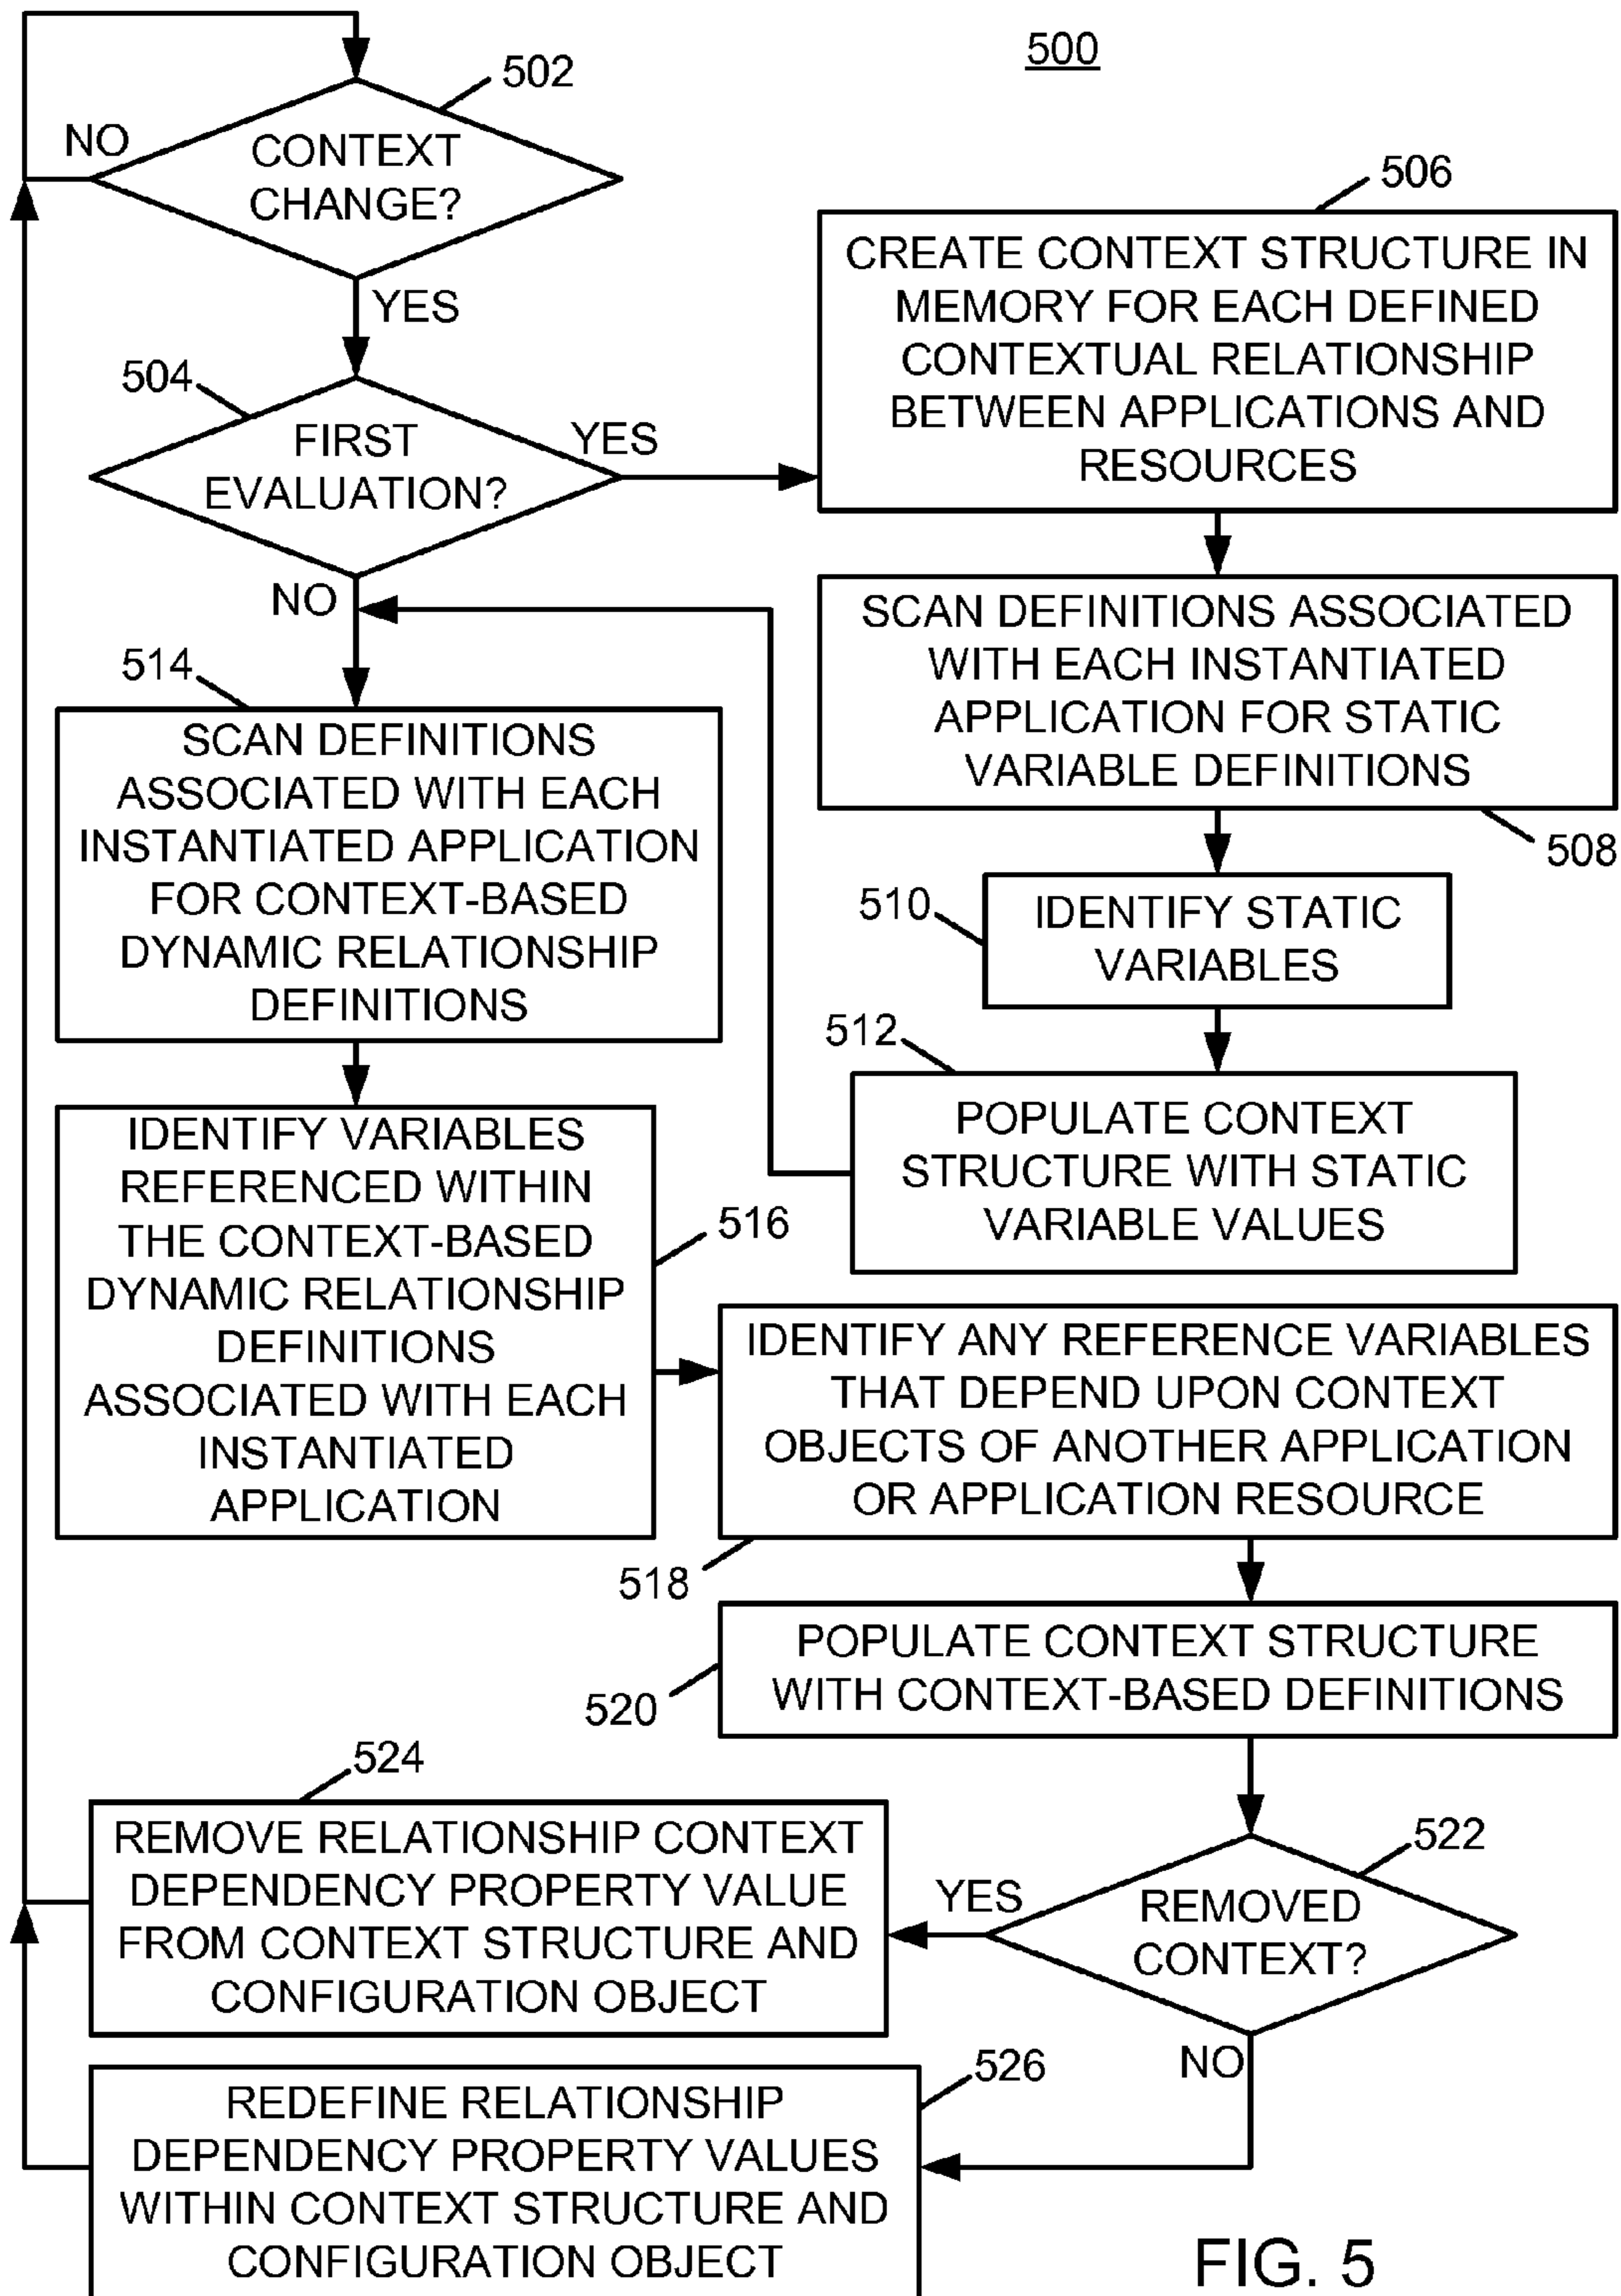 500
502
NO
CONTEXT
CHANGE?
YES
504
FIRST
EVALUATION?
YES
NO
506
CREATE CONTEXT STRUCTURE IN
MEMORY FOR EACH DEFINED
CONTEXTUAL RELATIONSHIP
BETWEEN APPLICATIONS AND
RESOURCES
SCAN DEFINITIONS ASSOCIATED
WITH EACH INSTANTIATED
APPLICATION FOR STATIC
VARIABLE DEFINITIONS
508
510
IDENTIFY STATIC
VARIABLES
512
POPULATE CONTEXT
STRUCTURE WITH STATIC
VARIABLE VALUES
514
SCAN DEFINITIONS
ASSOCIATED WITH EACH
INSTANTIATED APPLICATION
FOR CONTEXT-BASED
DYNAMIC RELATIONSHIP
DEFINITIONS
IDENTIFY VARIABLES
REFERENCED WITHIN
THE CONTEXT-BASED
DYNAMIC RELATIONSHIP
DEFINITIONS
ASSOCIATED WITH EACH
INSTANTIATED
APPLICATION
516
IDENTIFY ANY REFERENCE VARIABLES
THAT DEPEND UPON CONTEXT
OBJECTS OF ANOTHER APPLICATION
OR APPLICATION RESOURCE
518
POPULATE CONTEXT STRUCTURE
WITH CONTEXT-BASED DEFINITIONS
520
522
REMOVED
CONTEXT?
YES
NO
524
REMOVE RELATIONSHIP CONTEXT
DEPENDENCY PROPERTY VALUE
FROM CONTEXT STRUCTURE AND
CONFIGURATION OBJECT
526
REDEFINE RELATIONSHIP
DEPENDENCY PROPERTY VALUES
WITHIN CONTEXT STRUCTURE AND
CONFIGURATION OBJECT
FIG. 5